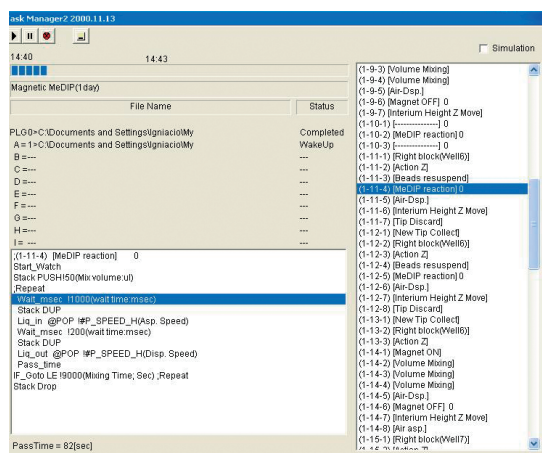 ask Manager2 2000.11.13
Simulation
14:40
14:43
Magnetic MeDIP(1day)
File Name Status
PLG0>C:\Documents and Settings\Igniacio\My Completed
A = 1>C:\Documents and Settings\Igniacio\My WakeUp
B =--- ---
C =--- ---
D =--- ---
E =--- ---
F =--- ---
G =--- ---
H =--- ---
I = --- ---
;(1-11-4) [MeDIP reaction] 0
Start_Watch
Stack PUSH!50(Mix volume:ul)
;Repeat
Wait_msec !1000(wait time:msec)
Stack DUP
Liq_in @POP !#P_SPEED_H(Asp. Speed)
Wait_msec !200(wait time:msec)
Stack DUP
Liq_out @POP !#P_SPEED_H(Disp. Speed)
Pass_time
IF_Goto LE !9000(Mixing Time; Sec) ;Repeat
Stack Drop
PassTime = 82[sec]
(1-9-3) [Volume Mixing]
(1-9-4) [Volume Mixing]
(1-9-5) [Air-Dsp.]
(1-9-6) [Magnet OFF] 0
(1-9-7) [Interium Height Z Move]
(1-10-1) [---------------] 0
(1-10-2) [MeDIP reaction] 0
(1-10-3) [---------------] 0
(1-11-1) [Right block(Well6)]
(1-11-2) [Action Z]
(1-11-3) [Beads resuspend]
(1-11-4) [MeDIP reaction] 0
(1-11-5) [Air-Dsp.]
(1-11-6) [Interium Height Z Move]
(1-11-7) [Tip Discard]
(1-12-1) [New Tip Collect]
(1-12-2) [Right block(Well6)]
(1-12-3) [Action Z]
(1-12-4) [Beads resuspend]
(1-12-5) [MeDIP reaction] 0
(1-12-6) [Air-Dsp.]
(1-12-7) [Interium Height Z Move]
(1-12-8) [Tip Discard]
(1-13-1) [New Tip Collect]
(1-13-2) [Right block(Well6)]
(1-13-3) [Action Z]
(1-14-1) [Magnet ON]
(1-14-2) [Volume Mixing]
(1-14-3) [Volume Mixing]
(1-14-4) [Volume Mixing]
(1-14-5) [Air-Dsp.]
(1-14-6) [Magnet OFF] 0
(1-14-7) [Interium Height Z Move]
(1-14-8) [Air asp.]
(1-15-1) [Right block(Well7)]
(1-15-2) [Action Z]